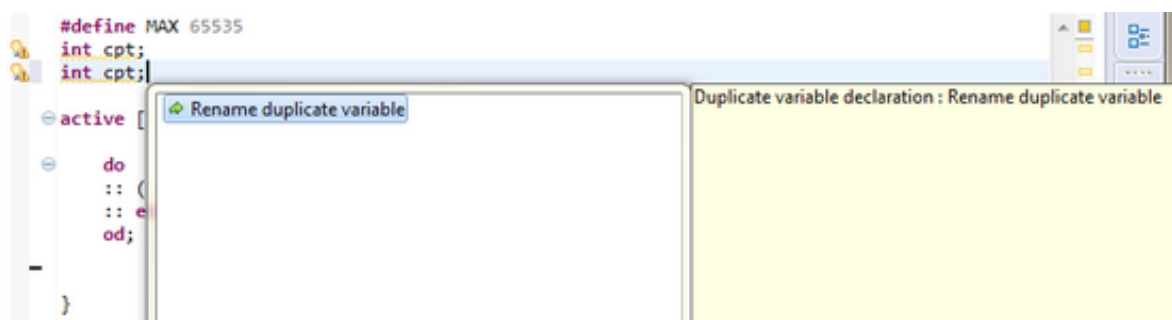 #define MAX 65535
int cpt;
int cpt;
Rename duplicate variable
Duplicate variable declaration : Rename duplicate variable
active [
do
:: (
:: e
od;
}